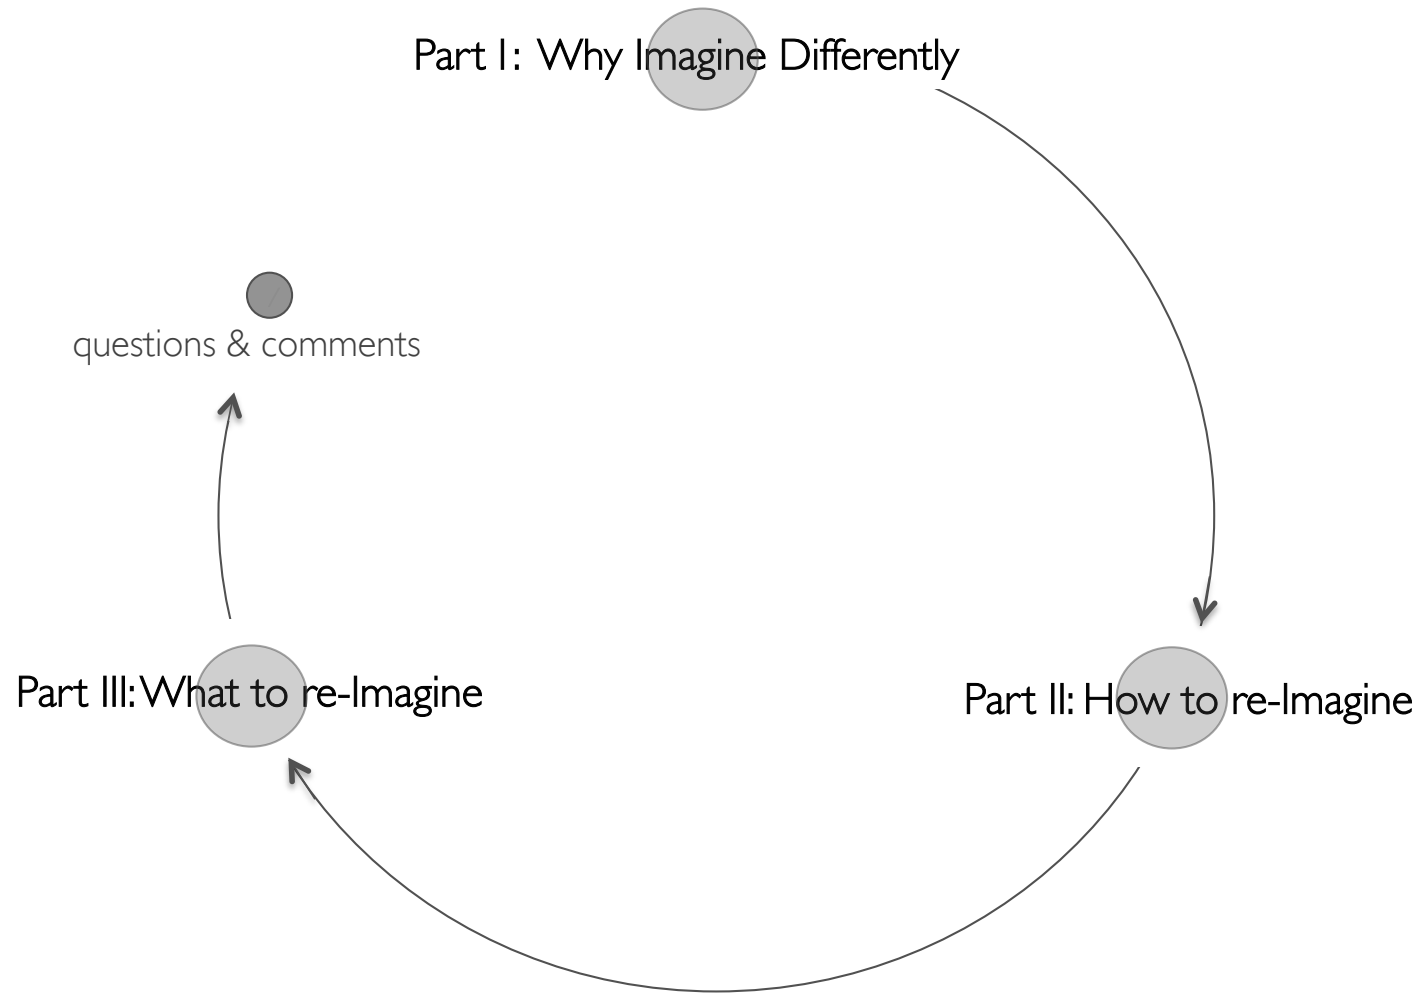 Part I: Why Imagine Differently
questions & comments
Part III: What to re-Imagine
Part II: How to re-Imagine